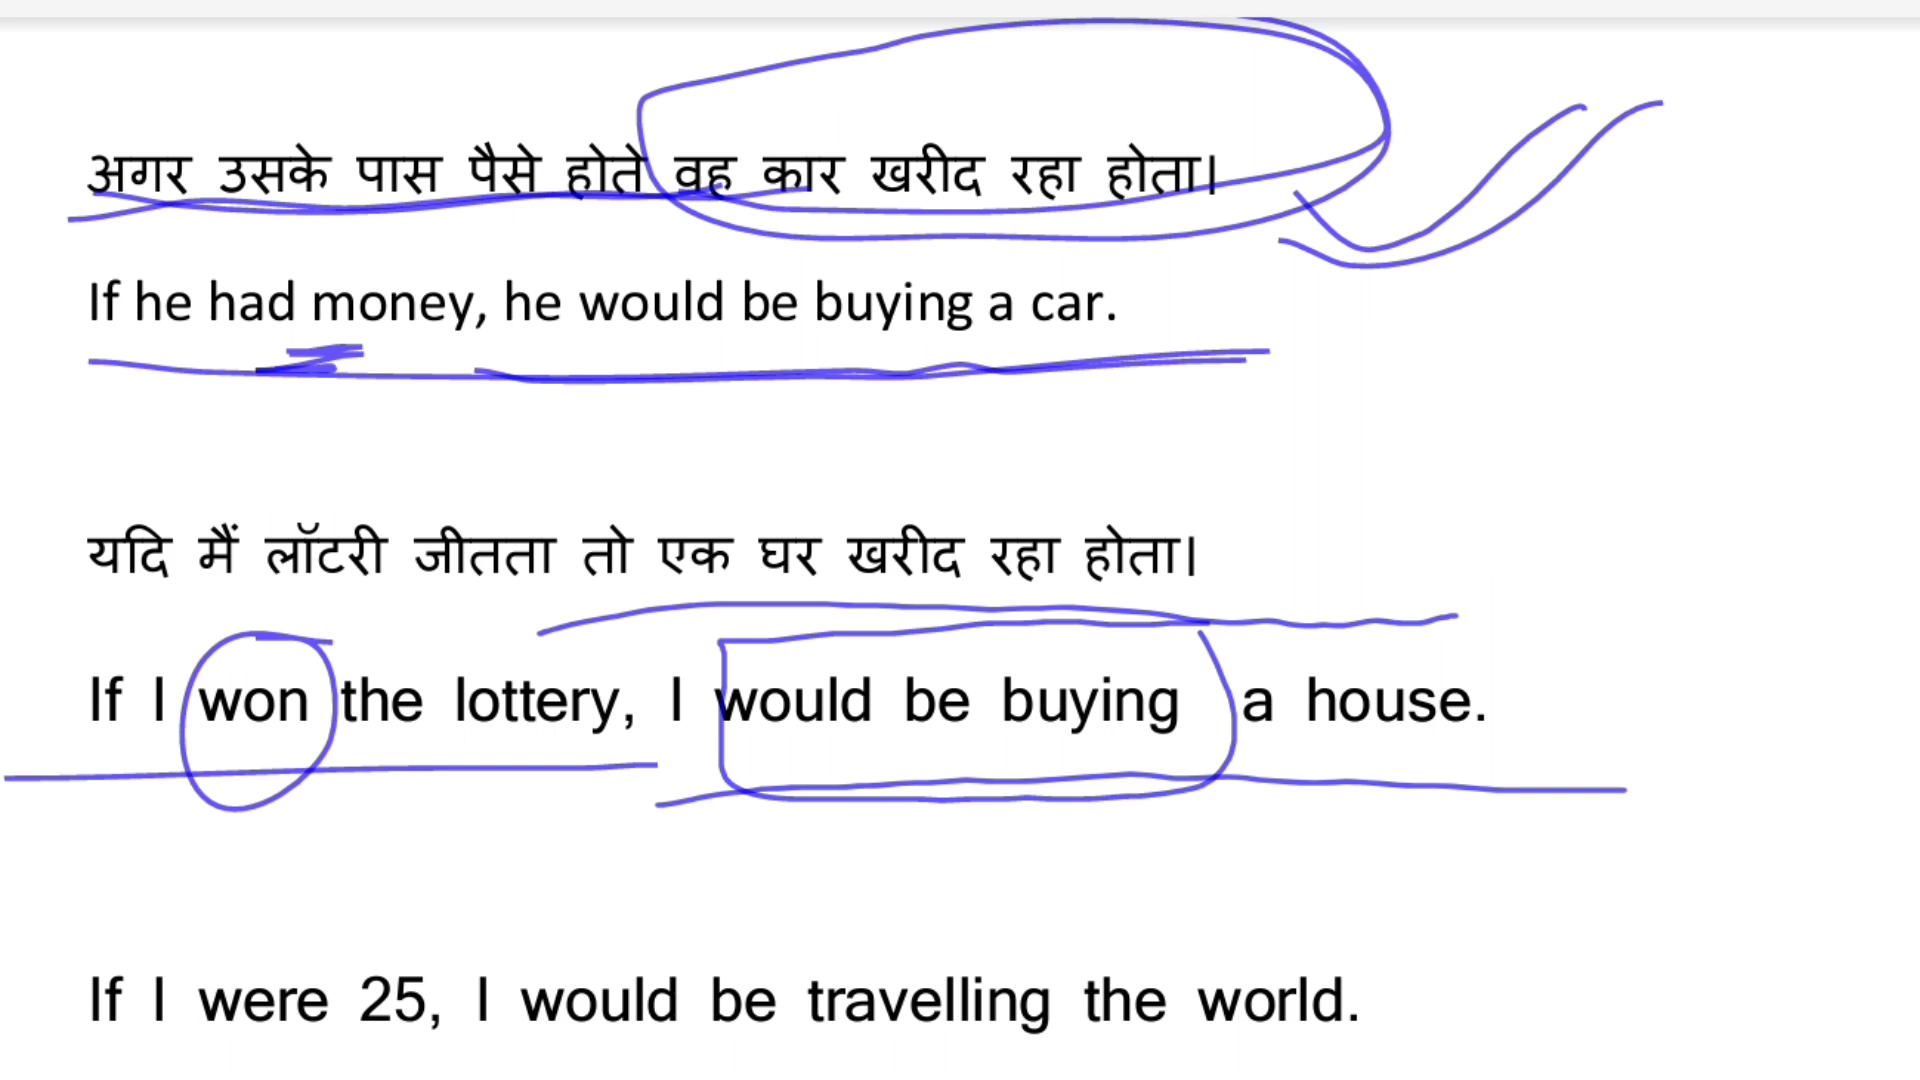 अगर उसके पास पैसे होते वह कार खरीद रहा होता।
If he had money, he would be buying a car.
यदि मैं लॉटरी जीतता तो एक घर खरीद रहा होता।
If I won the lottery, I would be buying a house.
If I were 25, I would be travelling the world.